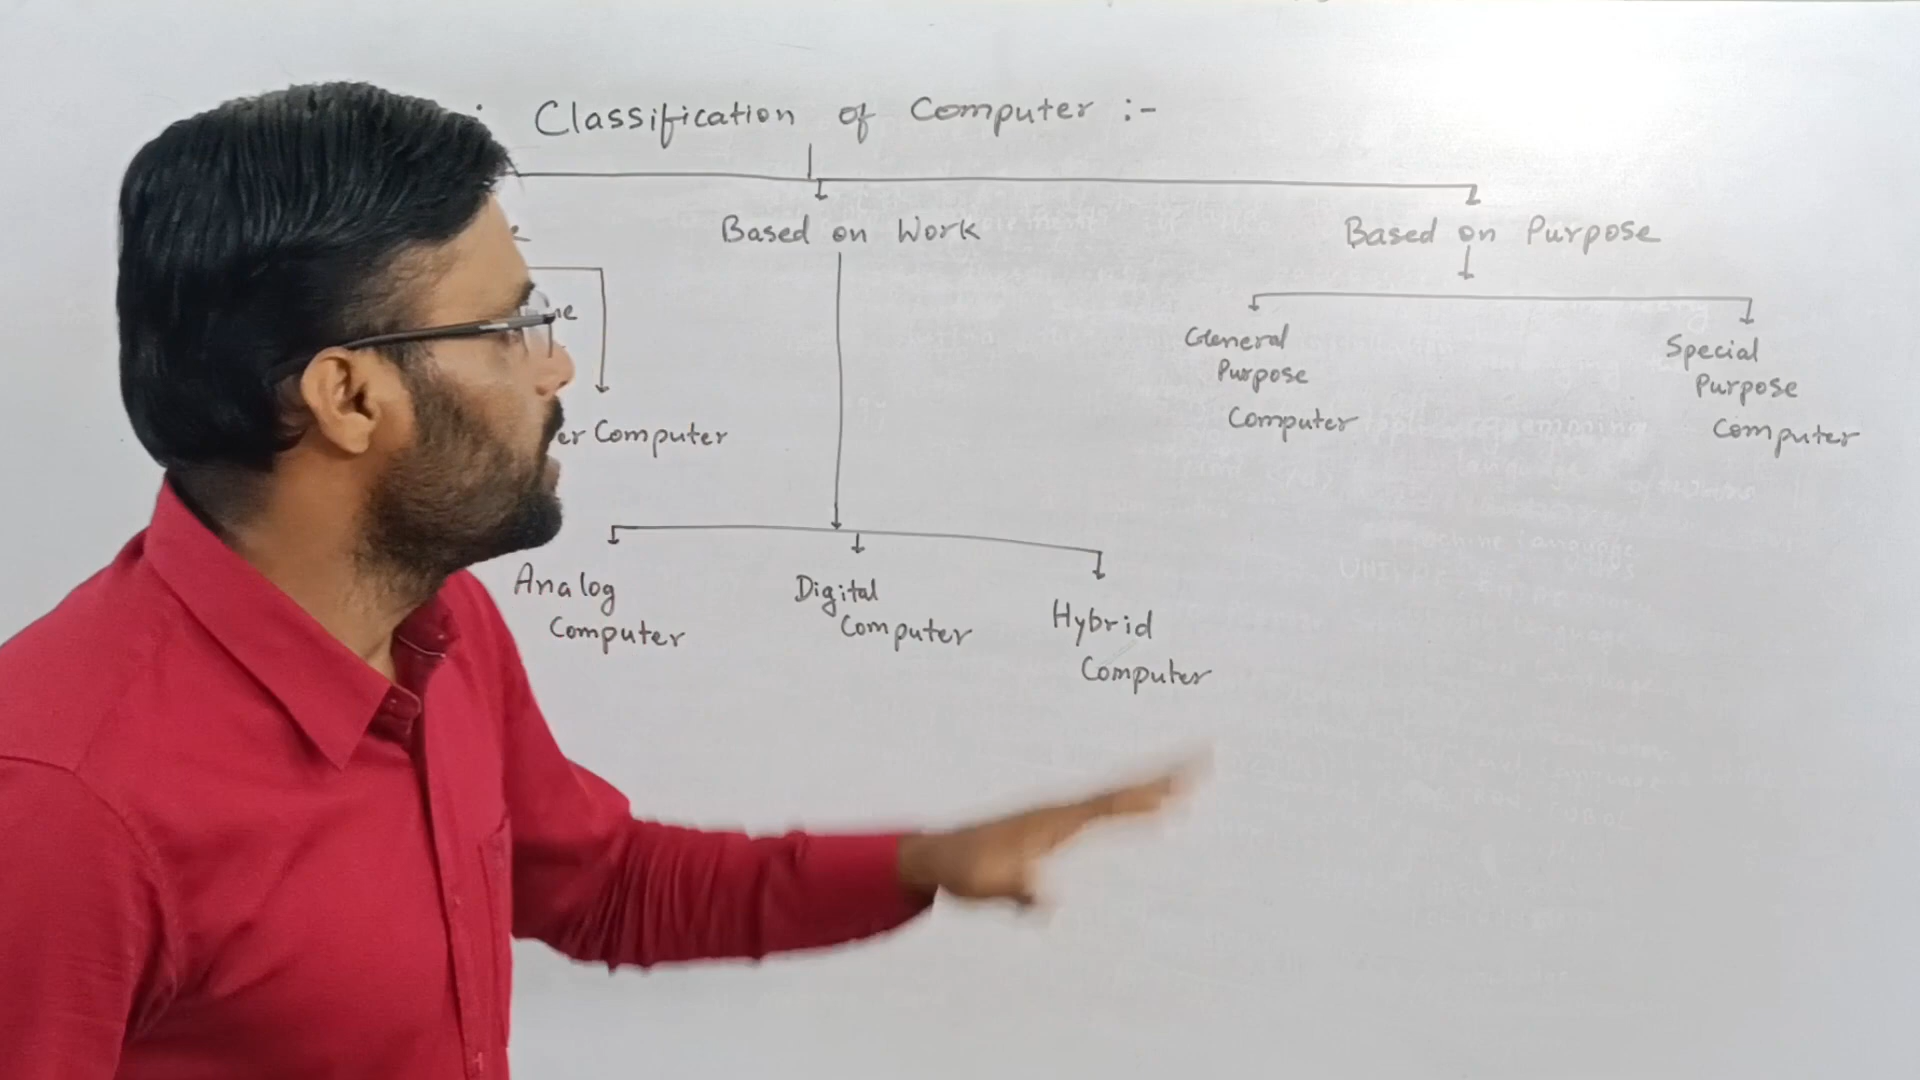 Classification of Computer :-
Based on Work
Based on Purpose
General
Purpose
Computer
Special
Purpose
Computer
Computer
Analog
Computer
Digital
Computer
Hybrid
Computer